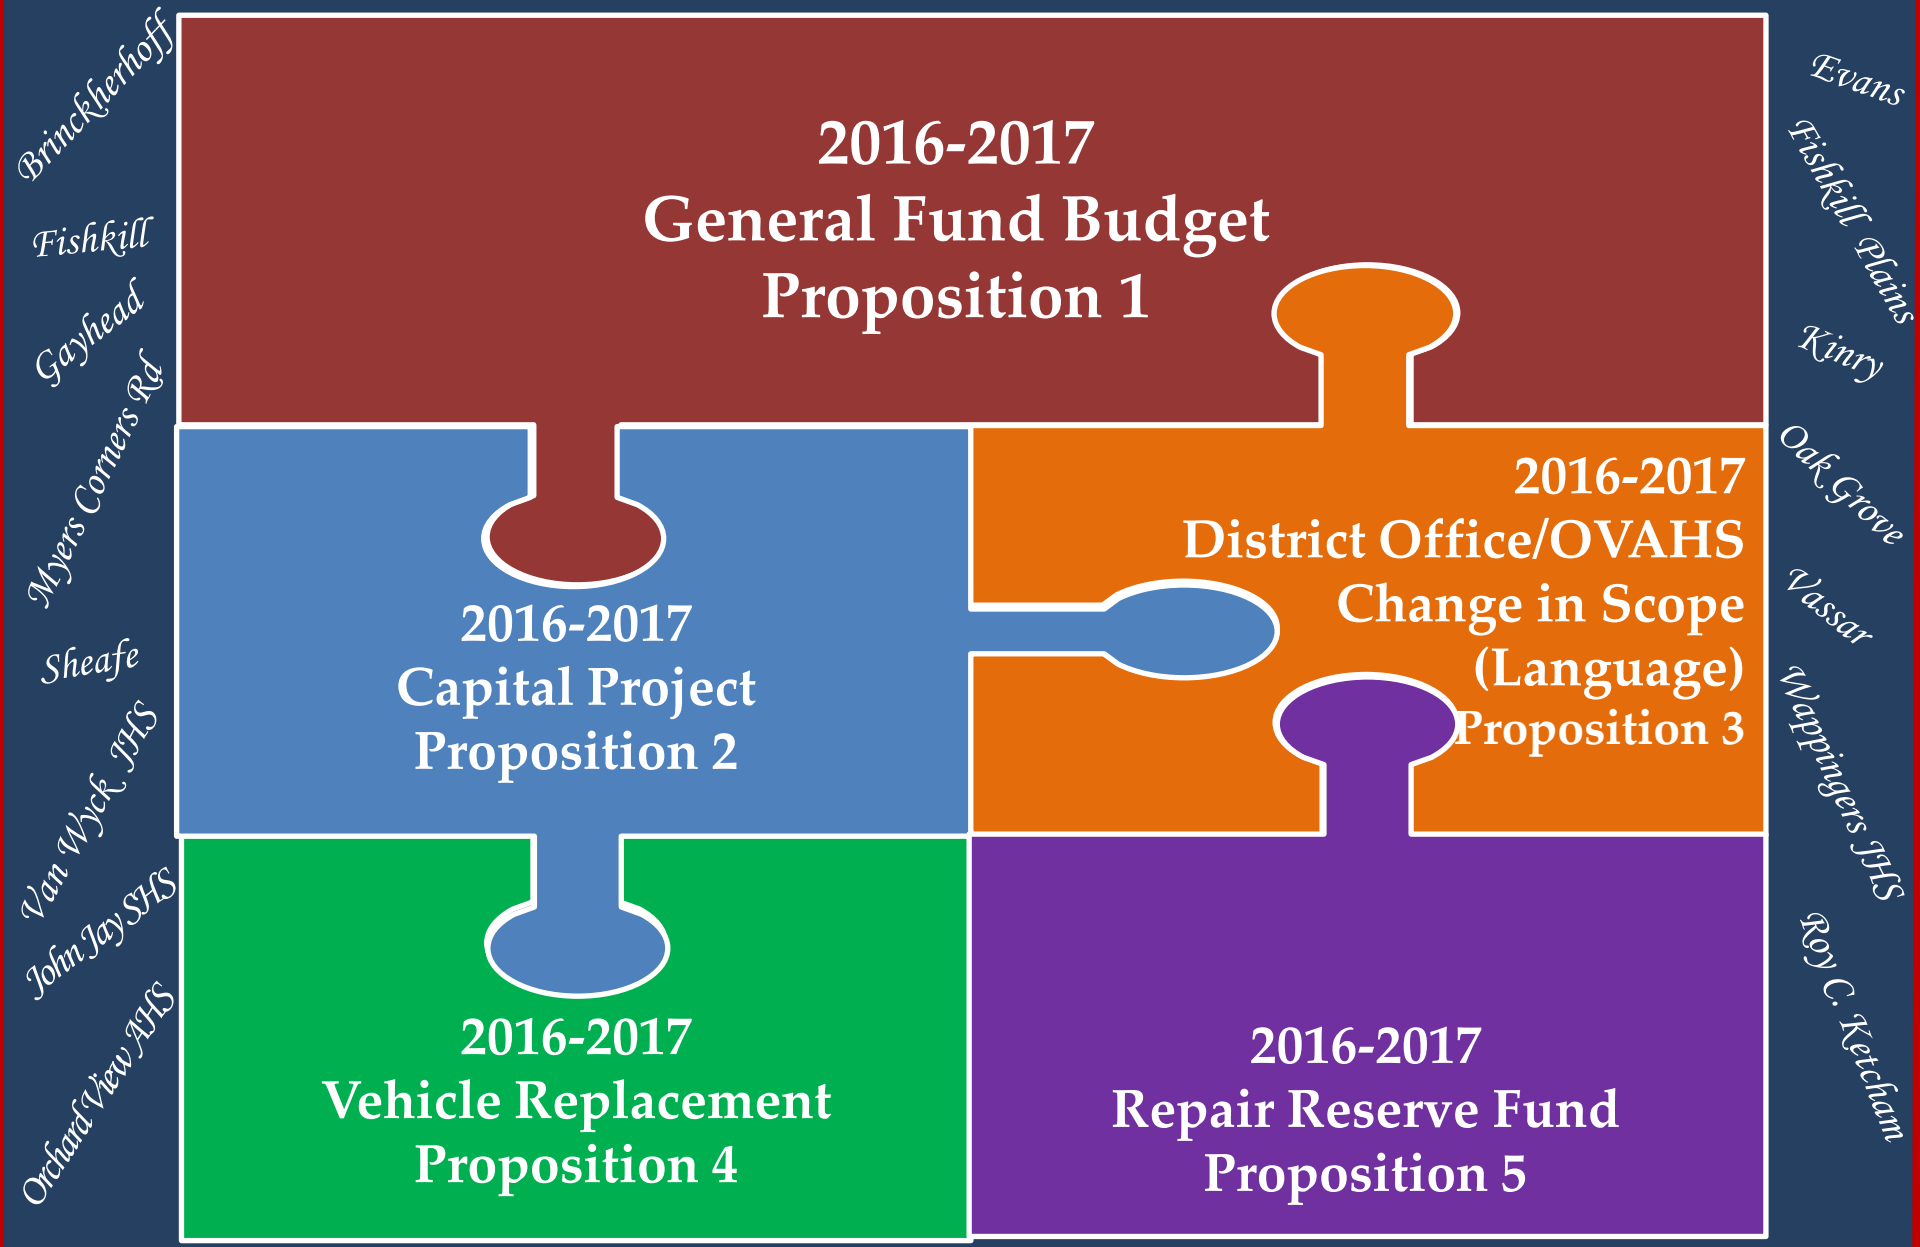 Brinckherhoff
Fishkill
Gayhead
Myers Corners Rd
Sheafe
Van Wyck JHS
John Jay SHS
Orchard View AHS
2016-2017
General Fund Budget
Proposition 1
2016-2017
Capital Project
Proposition 2
2016-2017
District Office/OVAHS
Change in Scope
(Language)
Proposition 3
2016-2017
Vehicle Replacement
Proposition 4
2016-2017
Repair Reserve Fund
Proposition 5
Evans
Fishkill Plains
Kinry
Oak Grove
Vassar
Wappingers JHS
Roy C. Ketcham